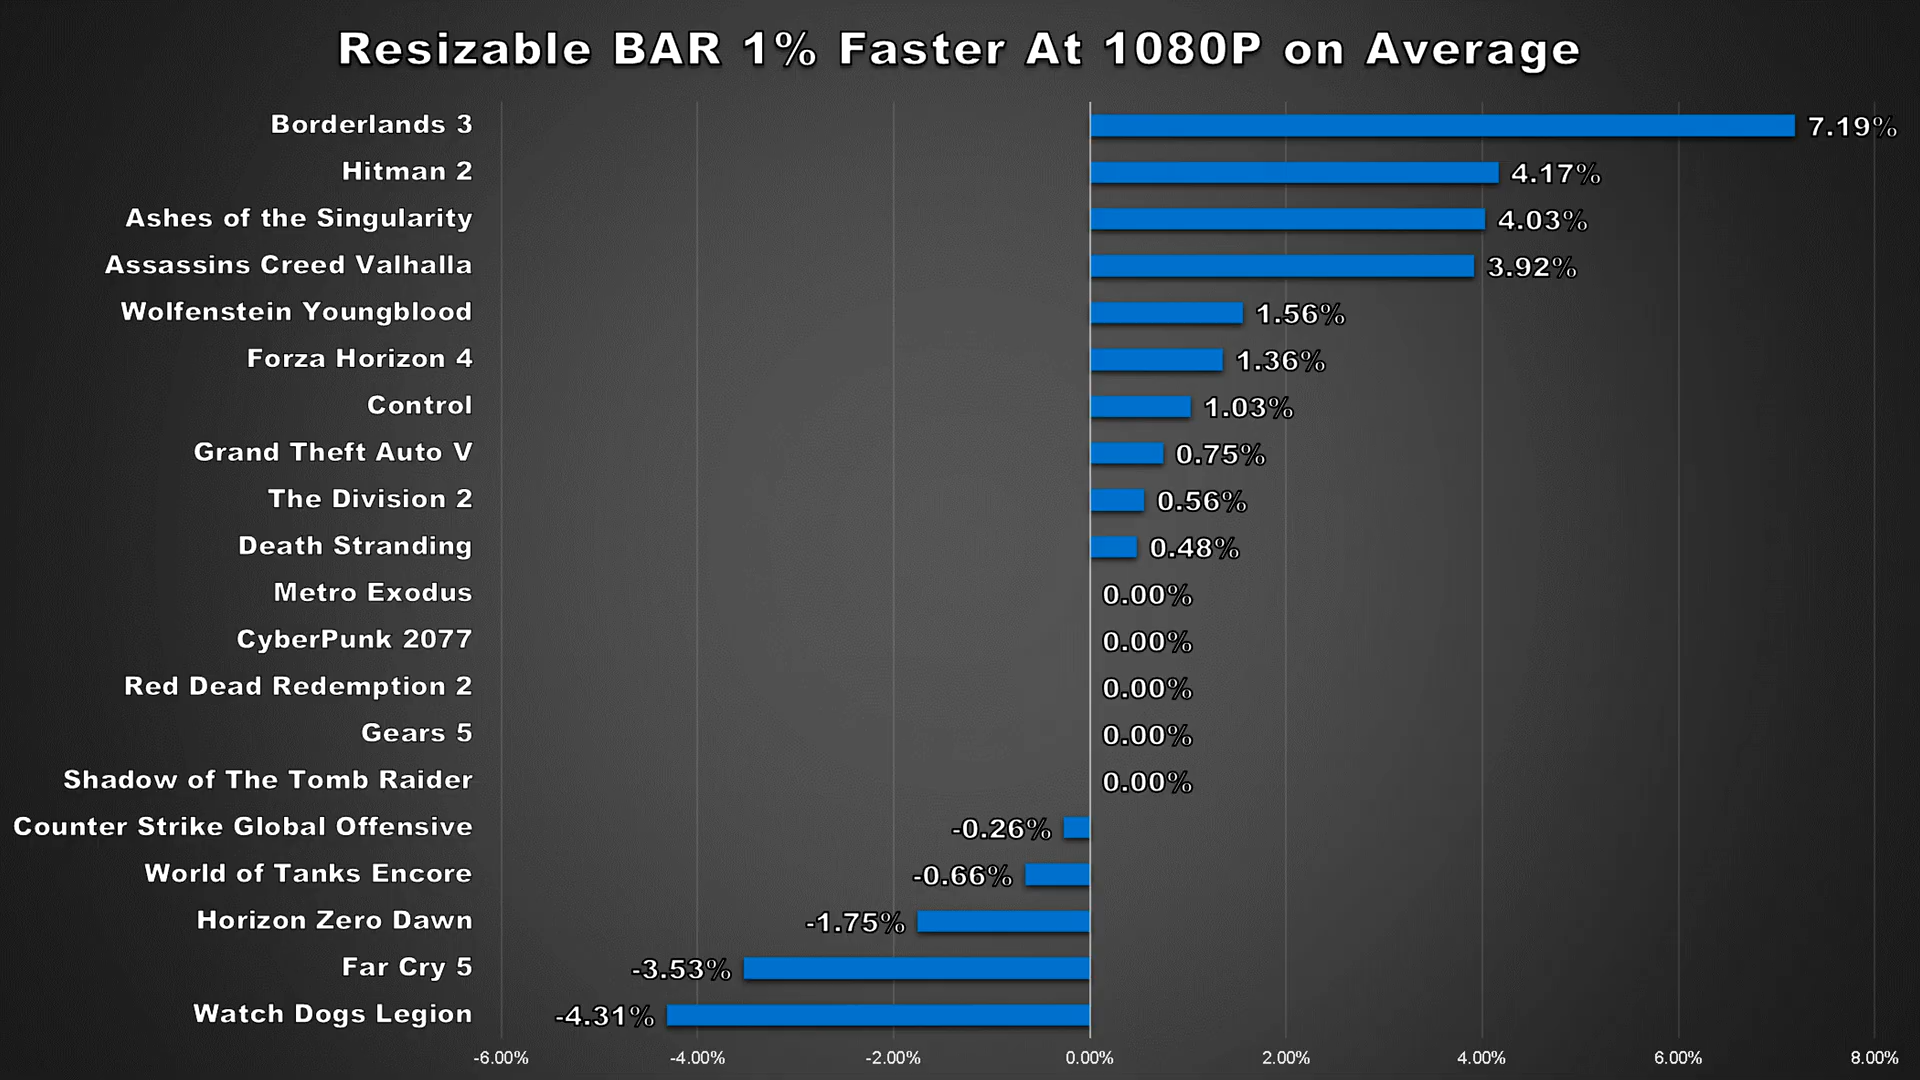 Resizable BAR 1% Faster At 1080P on Average
Borderlands 3 7.19%
Hitman 2 4.17%
Ashes of the Singularity 4.03%
Assassins Creed Valhalla 3.92%
Wolfenstein Youngblood 1.56%
Forza Horizon 4 1.36%
Control 1.03%
Grand Theft Auto V 0.75%
The Division 2 0.56%
Death Stranding 0.48%
Metro Exodus 0.00%
CyberPunk 2077 0.00%
Red Dead Redemption 2 0.00%
Gears 5 0.00%
Shadow of The Tomb Raider 0.00%
Counter Strike Global Offensive -0.26%
World of Tanks Encore -0.66%
Horizon Zero Dawn -1.75%
Far Cry 5 -3.53%
Watch Dogs Legion -4.31%
-6.00% -4.00% -2.00% 0.00% 2.00% 4.00% 6.00% 8.00%